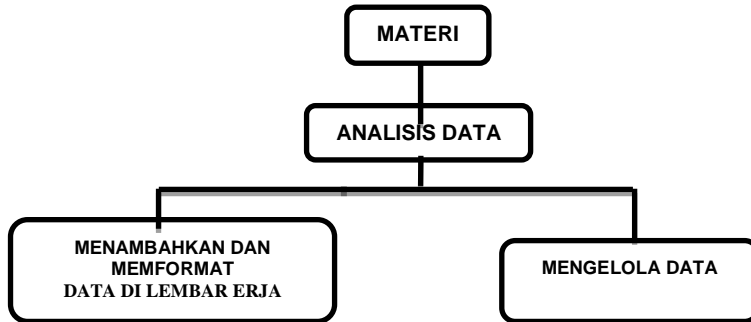 MATERI
ANALISIS DATA
MENAMBAHKAN DAN
MEMFORMAT
DATA DI LEMBAR ERJA
MENGELOLA DATA